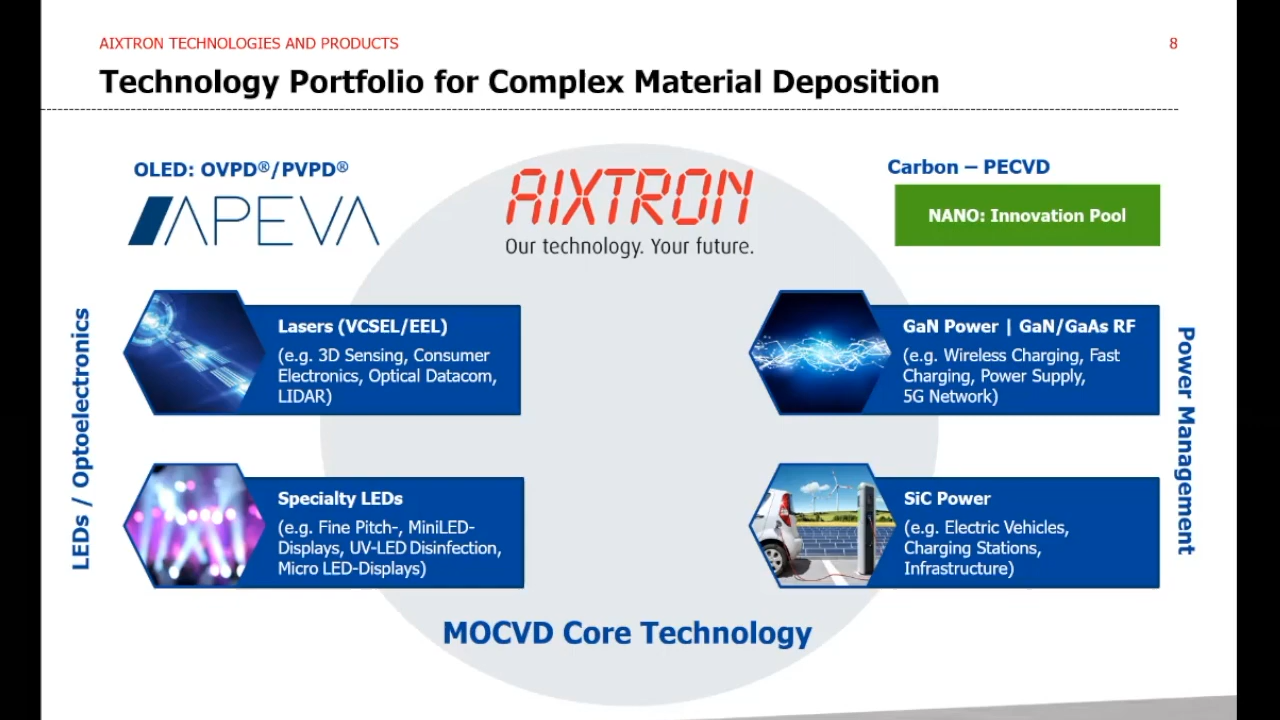 AIXTRON TECHNOLOGIES AND PRODUCTS
8
Technology Portfolio for Complex Material Deposition
OLED: OVPD®/PVPD®
APEVA
AIXTRON
Our technology. Your future.
Carbon – PECVD
NANO: Innovation Pool
LEDs / Optoelectronics
Lasers (VCSEL/EEL)
(e.g. 3D Sensing, Consumer
Electronics, Optical Datacom,
LIDAR)
Specialty LEDs
(e.g. Fine Pitch-, MiniLED-
Displays, UV-LED Disinfection,
Micro LED-Displays)
GaN Power | GaN/GaAs RF
(e.g. Wireless Charging, Fast
Charging, Power Supply,
5G Network)
SiC Power
(e.g. Electric Vehicles,
Charging Stations,
Infrastructure)
Power Management
MOCVD Core Technology